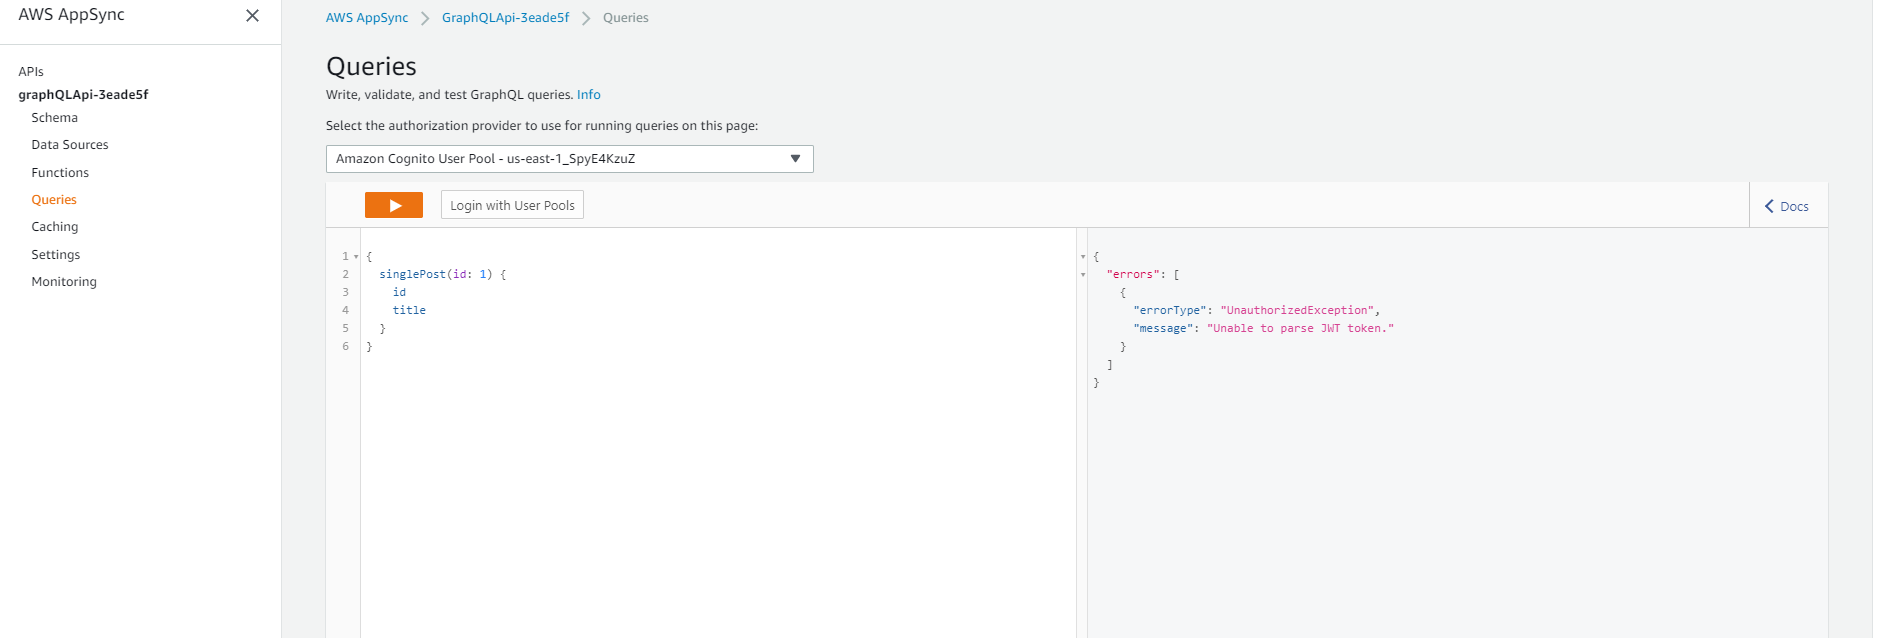 AWS AppSync
APIs
graphQLApi-3eade5f
Schema
Data Sources
Functions
Queries
Caching
Settings
Monitoring
AWS AppSync > GraphQLApi-3eade5f > Queries
Queries
Write, validate, and test GraphQL queries. Info
Select the authorization provider to use for running queries on this page:
Amazon Cognito User Pool - us-east-1_SpyE4KzuZ
Login with User Pools
Docs
1 {
2 singlePost(id: 1) {
3 id
4 title
5 }
6 }
{
"errors": [
{
"errorType": "UnauthorizedException",
"message": "Unable to parse JWT token."
}
]
}